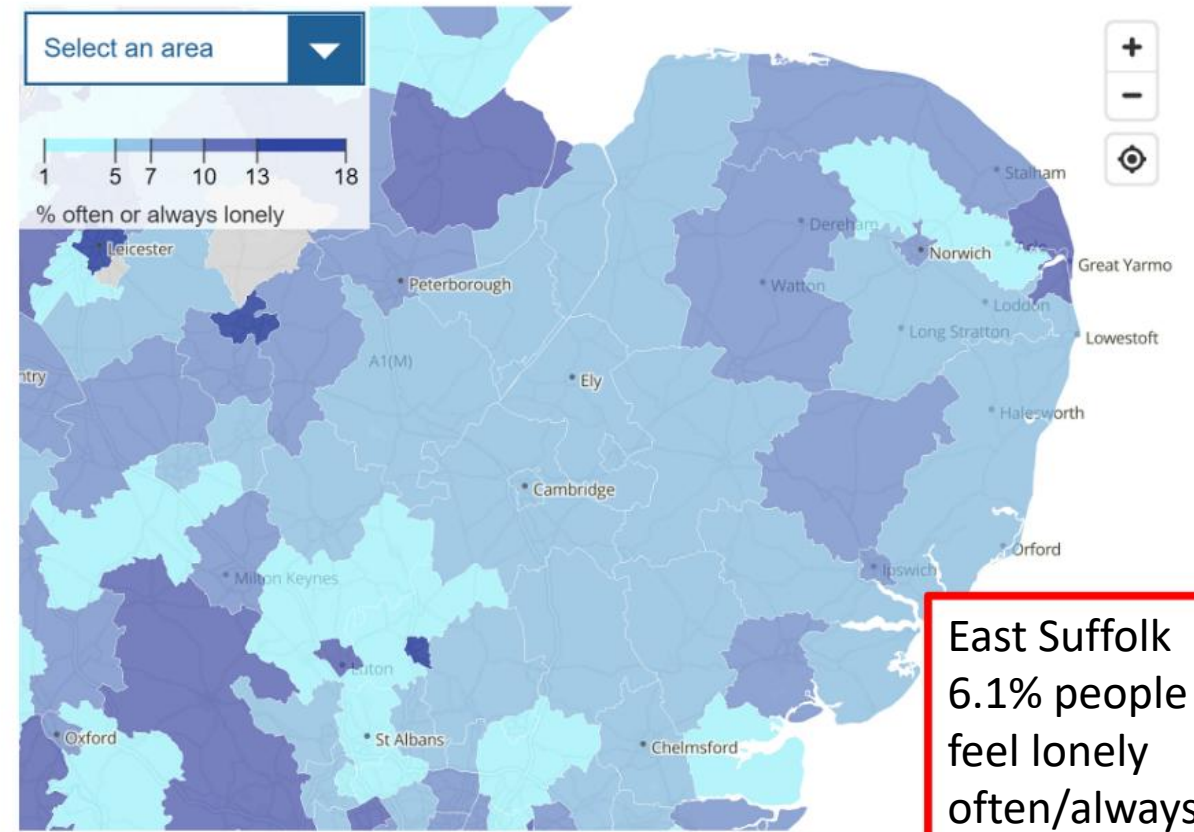 Select an area
+
−
1 5 7 10 13 18
% often or always lonely
Stalham
Dereham
Leicester
Norwich
Acle
Great Yarmo
Peterborough
Watton
Loddon
Long Stratton
Lowestoft
ntry
A1(M)
Ely
Halesworth
Cambridge
Orford
Milton Keynes
Ipswich
East Suffolk
6.1% people
feel lonely
often/always
Luton
Oxford
St Albans
Chelmsford